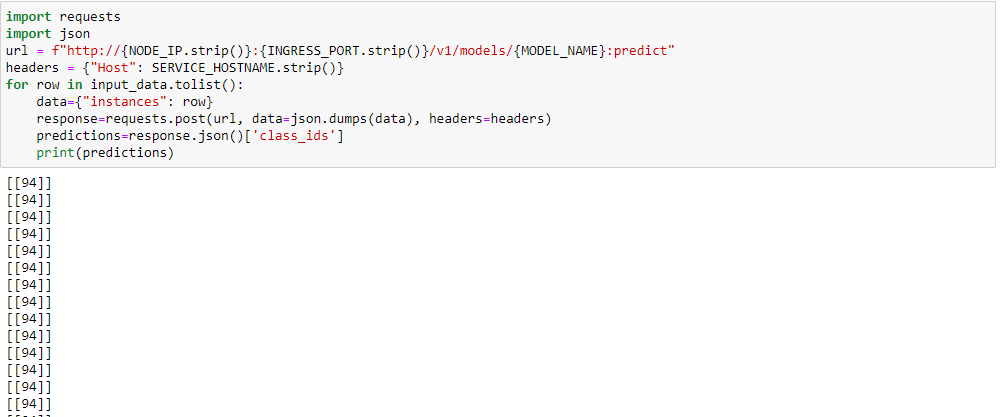 import requests
import json
url = f"http://{NODE_IP.strip()}:{INGRESS_PORT.strip()}/v1/models/{MODEL_NAME}:predict"
headers = {"Host": SERVICE_HOSTNAME.strip()}
for row in input_data.tolist():
    data={"instances": row}
    response=requests.post(url, data=json.dumps(data), headers=headers)
    predictions=response.json()['class_ids']
    print(predictions)
[[94]]
[[94]]
[[94]]
[[94]]
[[94]]
[[94]]
[[94]]
[[94]]
[[94]]
[[94]]
[[94]]
[[94]]
[[94]]
[[94]]